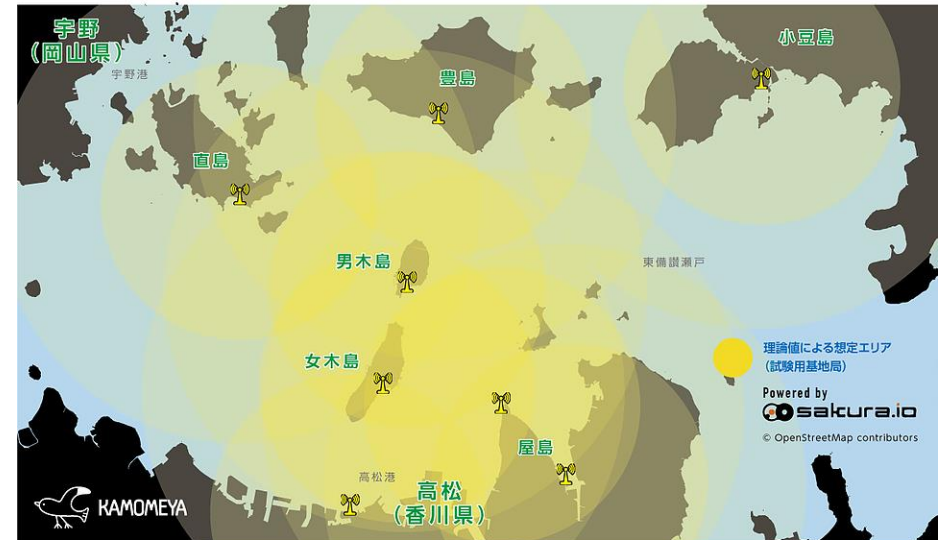 宇野
（岡山県）
宇野港
豊島
小豆島
直島
男木島
東備讃瀬戸
女木島
理論値による想定エリア
（試験用基地局）
Powered by
sakura.io
© OpenStreetMap contributors
屋島
高松港
高松
（香川県）
KAMOMEYA